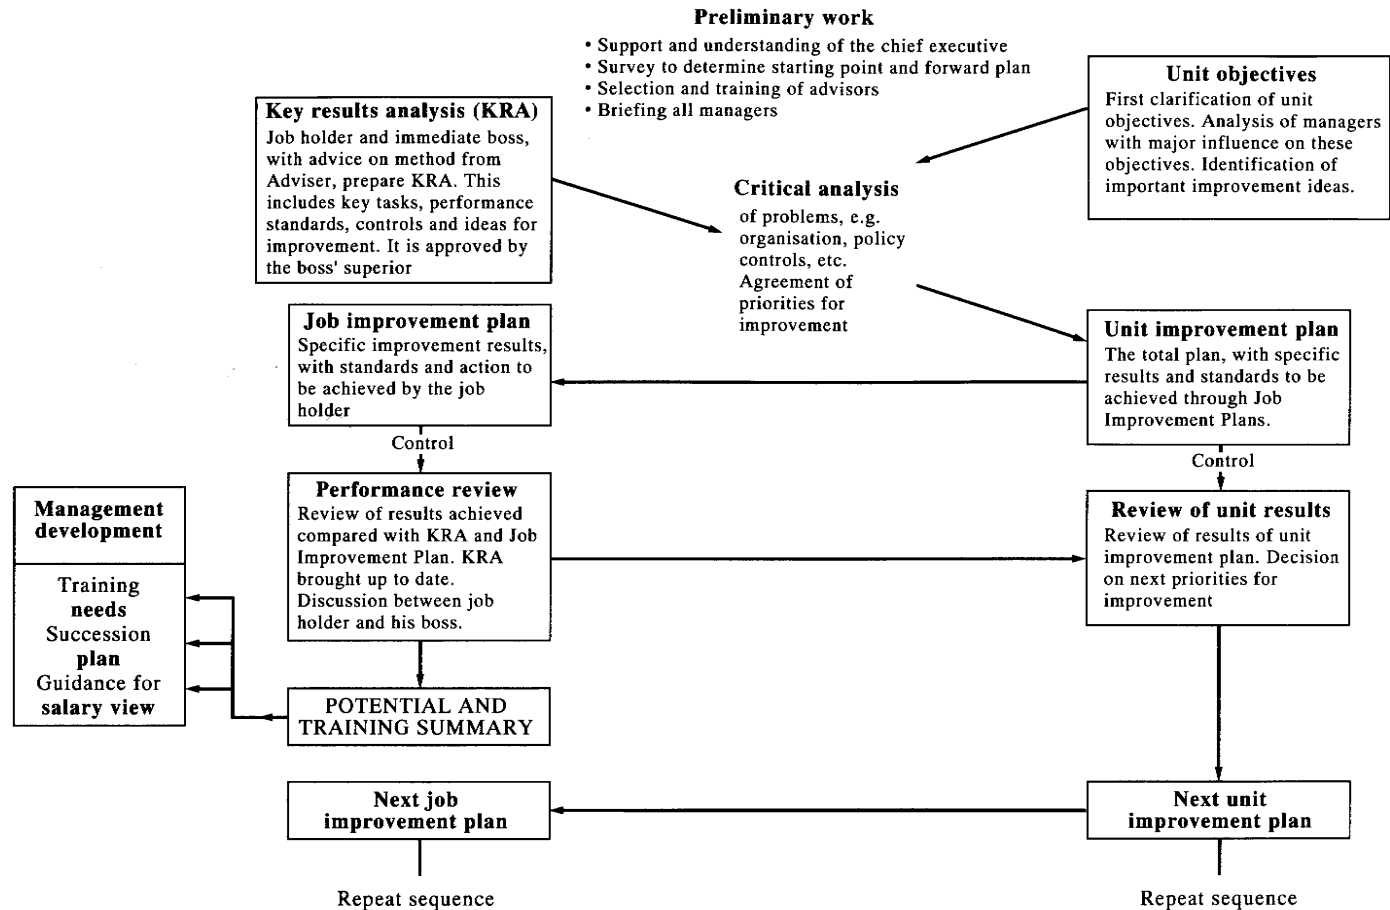 Preliminary work
• Support and understanding of the chief executive
• Survey to determine starting point and forward plan
• Selection and training of advisors
• Briefing all managers
Key results analysis (KRA)
Job holder and immediate boss,
with advice on method from
Adviser, prepare KRA. This
includes key tasks, performance
standards, controls and ideas for
improvement. It is approved by
the boss' superior
Unit objectives
First clarification of unit
objectives. Analysis of managers
with major influence on these
objectives. Identification of
important improvement ideas.
Critical analysis
of problems, e.g.
organisation, policy
controls, etc.
Agreement of
priorities for
improvement
Job improvement plan
Specific improvement results,
with standards and action to
be achieved by the job
holder
Unit improvement plan
The total plan, with specific
results and standards to be
achieved through Job
Improvement Plans.
Control
Control
Management
development
Training
needs
Succession
plan
Guidance for
salary view
Performance review
Review of results achieved
compared with KRA and Job
Improvement Plan. KRA
brought up to date.
Discussion between job
holder and his boss.
Review of unit results
Review of results of unit
improvement plan. Decision
on next priorities for
improvement
POTENTIAL AND
TRAINING SUMMARY
Next job
improvement plan
Next unit
improvement plan
Repeat sequence
Repeat sequence